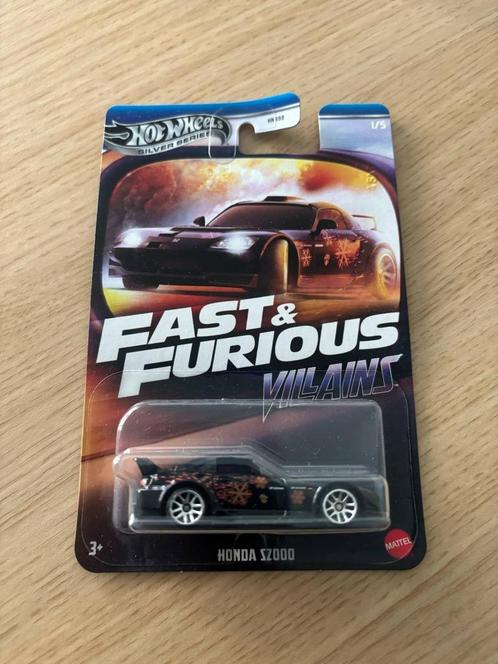 Hot Wheels
SILVER SERIES
1/5
FAST &
FURIOUS
VILLAINS
3+
HONDA S2000
MATTEL